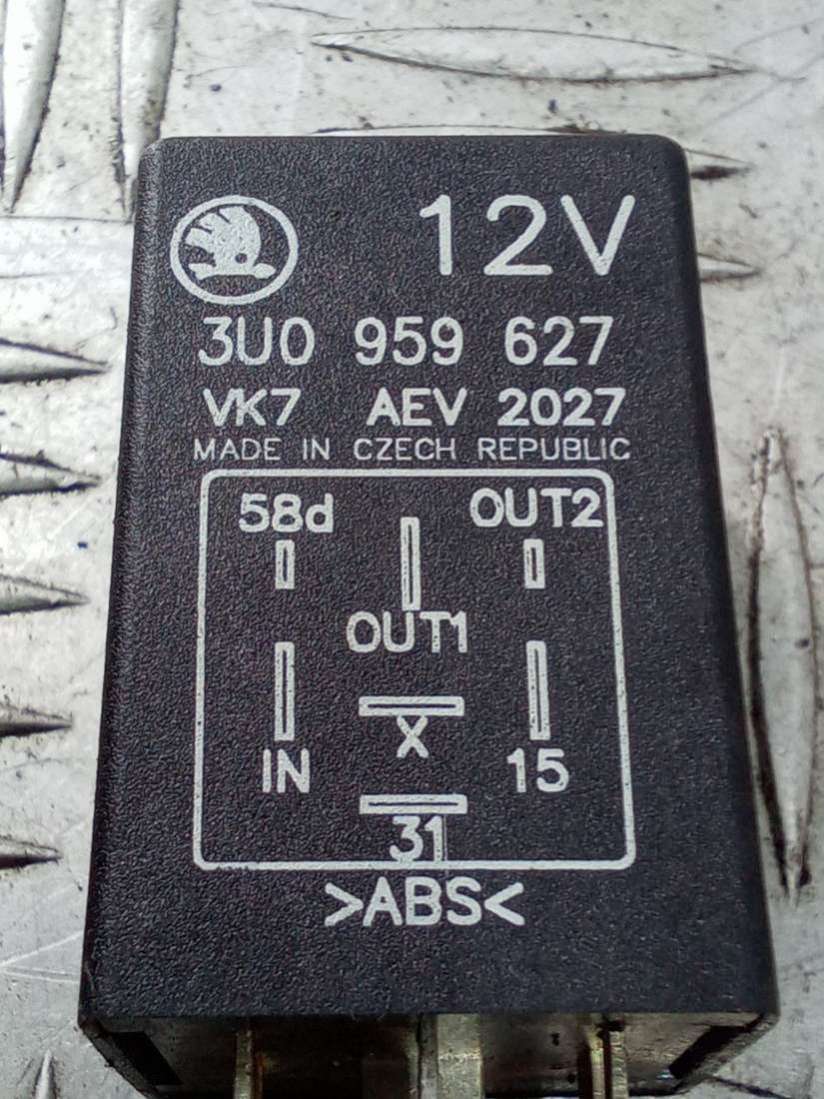 12V
3U0 959 627
VK7 AEV 2027
MADE IN CZECH REPUBLIC
58d OUT2
OUT1
X
IN 15
31
>ABS<